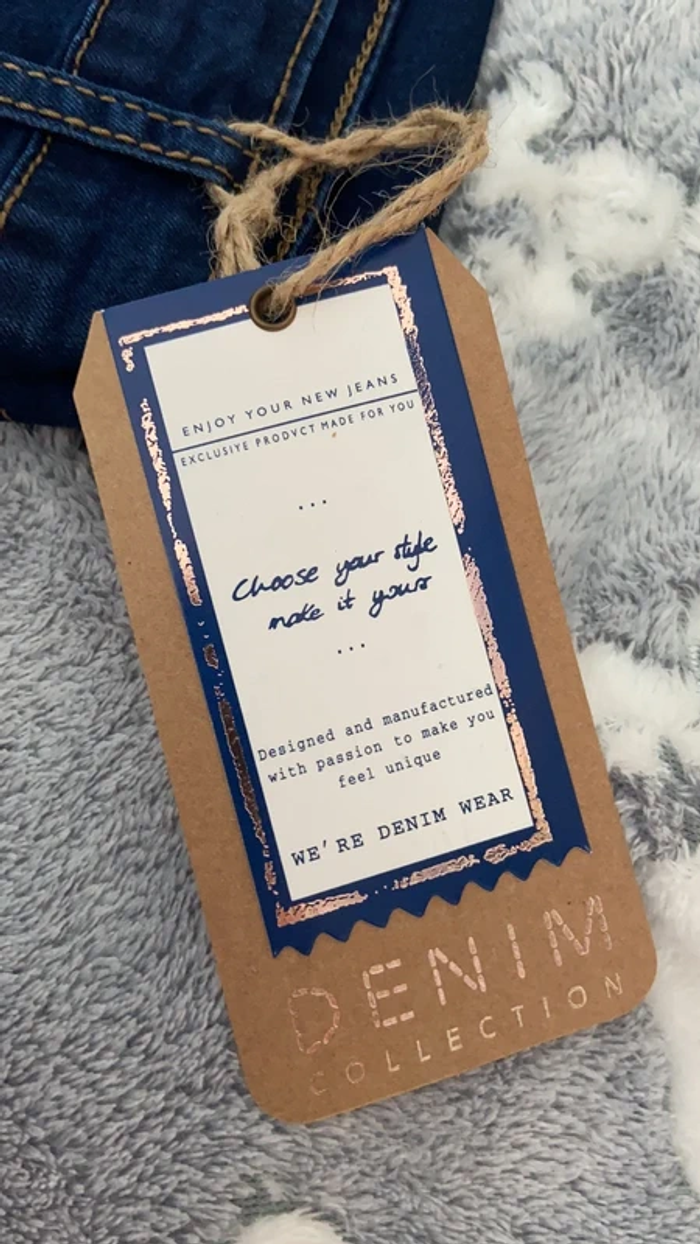 ENJOY YOUR NEW JEANS
EXCLUSIYE PRODVCT MADE FOR YOU
...
Choose your style
make it yours
...
Designed and manufactured
with passion to make you
feel unique
WE'RE DENIM WEAR
DENIM
COLLECTION